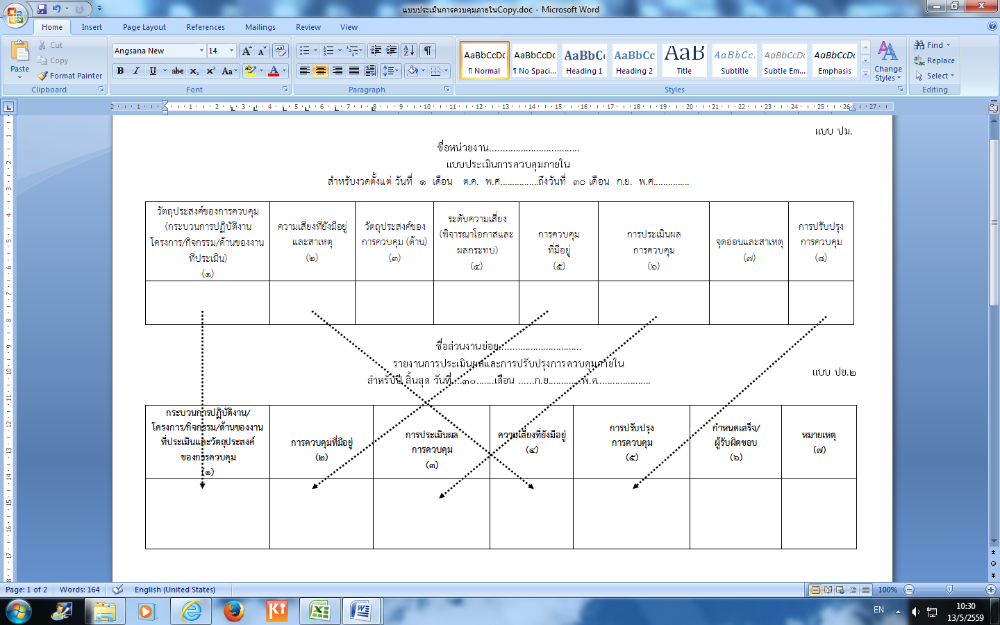 แบบประเมินการควบคุมภายในCopy.doc - Microsoft Word
Home Insert Page Layout References Mailings Review View
Paste
Cut
Copy
Format Painter
Clipboard
Angsana New 14
Font
Paragraph
AaBbCcDc AaBbCcDc AaBbCc AaBbCc AaB AaBbCc. AaBbCcDc AaBbCcDc
¶ Normal ¶ No Spaci... Heading 1 Heading 2 Title Subtitle Subtle Em... Emphasis
Change Styles
Styles
Find
Replace
Select
Editing
แบบ ปม.
ชื่อหน่วยงาน.................................
แบบประเมินการควบคุมภายใน
สำหรับงวดตั้งแต่ วันที่ ๑ เดือน ต.ค. พ.ศ................ถึงวันที่ ๓๐ เดือน ก.ย. พ.ศ...............
วัตถุประสงค์ของการควบคุม
(กระบวนการปฏิบัติงาน
โครงการ/กิจกรรม/ด้านของงาน
ที่ประเมิน)
(๑)
ความเสี่ยงที่ยังมีอยู่
และสาเหตุ
(๒)
วัตถุประสงค์ของ
การควบคุม (ด้าน)
(๓)
ระดับความเสี่ยง
(พิจารณาโอกาสและ
ผลกระทบ)
(๔)
การควบคุม
ที่มีอยู่
(๕)
การประเมินผล
การควบคุม
(๖)
จุดอ่อนและสาเหตุ
(๗)
การปรับปรุง
การควบคุม
(๘)
ชื่อส่วนงานย่อย..............................
รายงานการประเมินผลและการปรับปรุงการควบคุมภายใน
แบบ ปย.๒
สำหรับปี สิ้นสุด วันที่....๓๐.......เดือน ......ก.ย............พ.ศ....................
กระบวนการปฏิบัติงาน/
โครงการ/กิจกรรม/ด้านของงาน
ที่ประเมินและวัตถุประสงค์
ของการควบคุม
(๑)
การควบคุมที่มีอยู่
(๒)
การประเมินผล
การควบคุม
(๓)
ความเสี่ยงที่ยังมีอยู่
(๔)
การปรับปรุง
การควบคุม
(๕)
กำหนดเสร็จ/
ผู้รับผิดชอบ
(๖)
หมายเหตุ
(๗)
Page: 1 of 2 Words: 164 English (United States) 100%
EN 10:30
13/5/2559